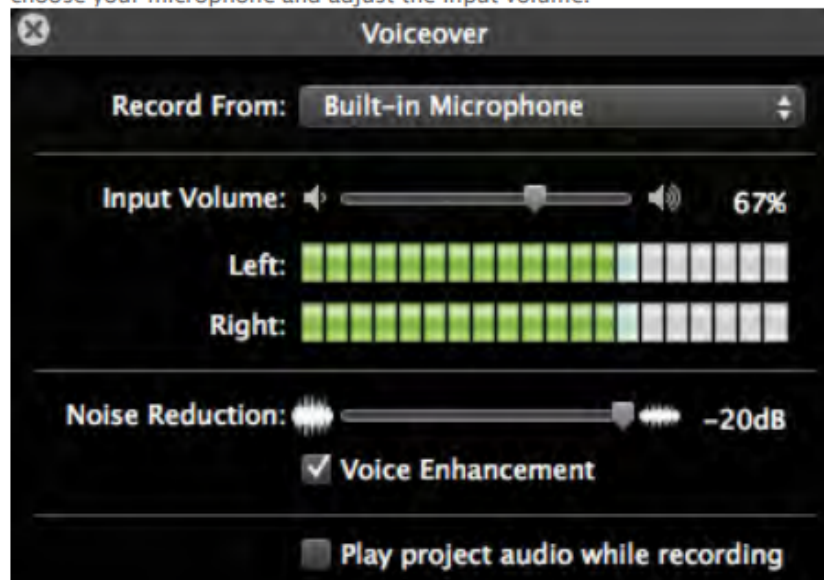 choose your microphone and adjust the input volume.
Voiceover
Record From: Built-in Microphone
Input Volume: 67%
Left:
Right:
Noise Reduction: -20dB
Voice Enhancement
Play project audio while recording